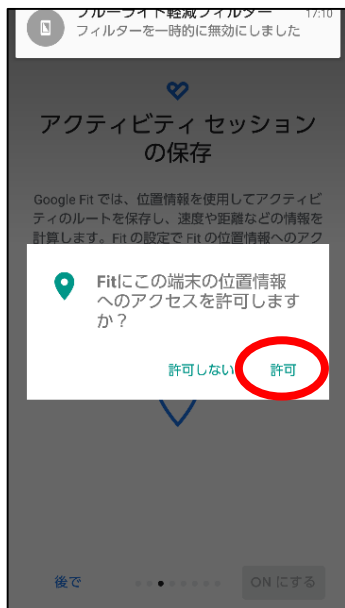 ブルーライト軽減フィルター 17:10
フィルターを一時的に無効にしました
アクティビティ セッション
の保存
Google Fit では、位置情報を使用してアクティビ
ティのルートを保存し、速度や距離などの情報を
計算します。Fit の設定で Fit の位置情報へのアク
Fitにこの端末の位置情報
へのアクセスを許可します
か？
許可しない 許可
後で ON にする